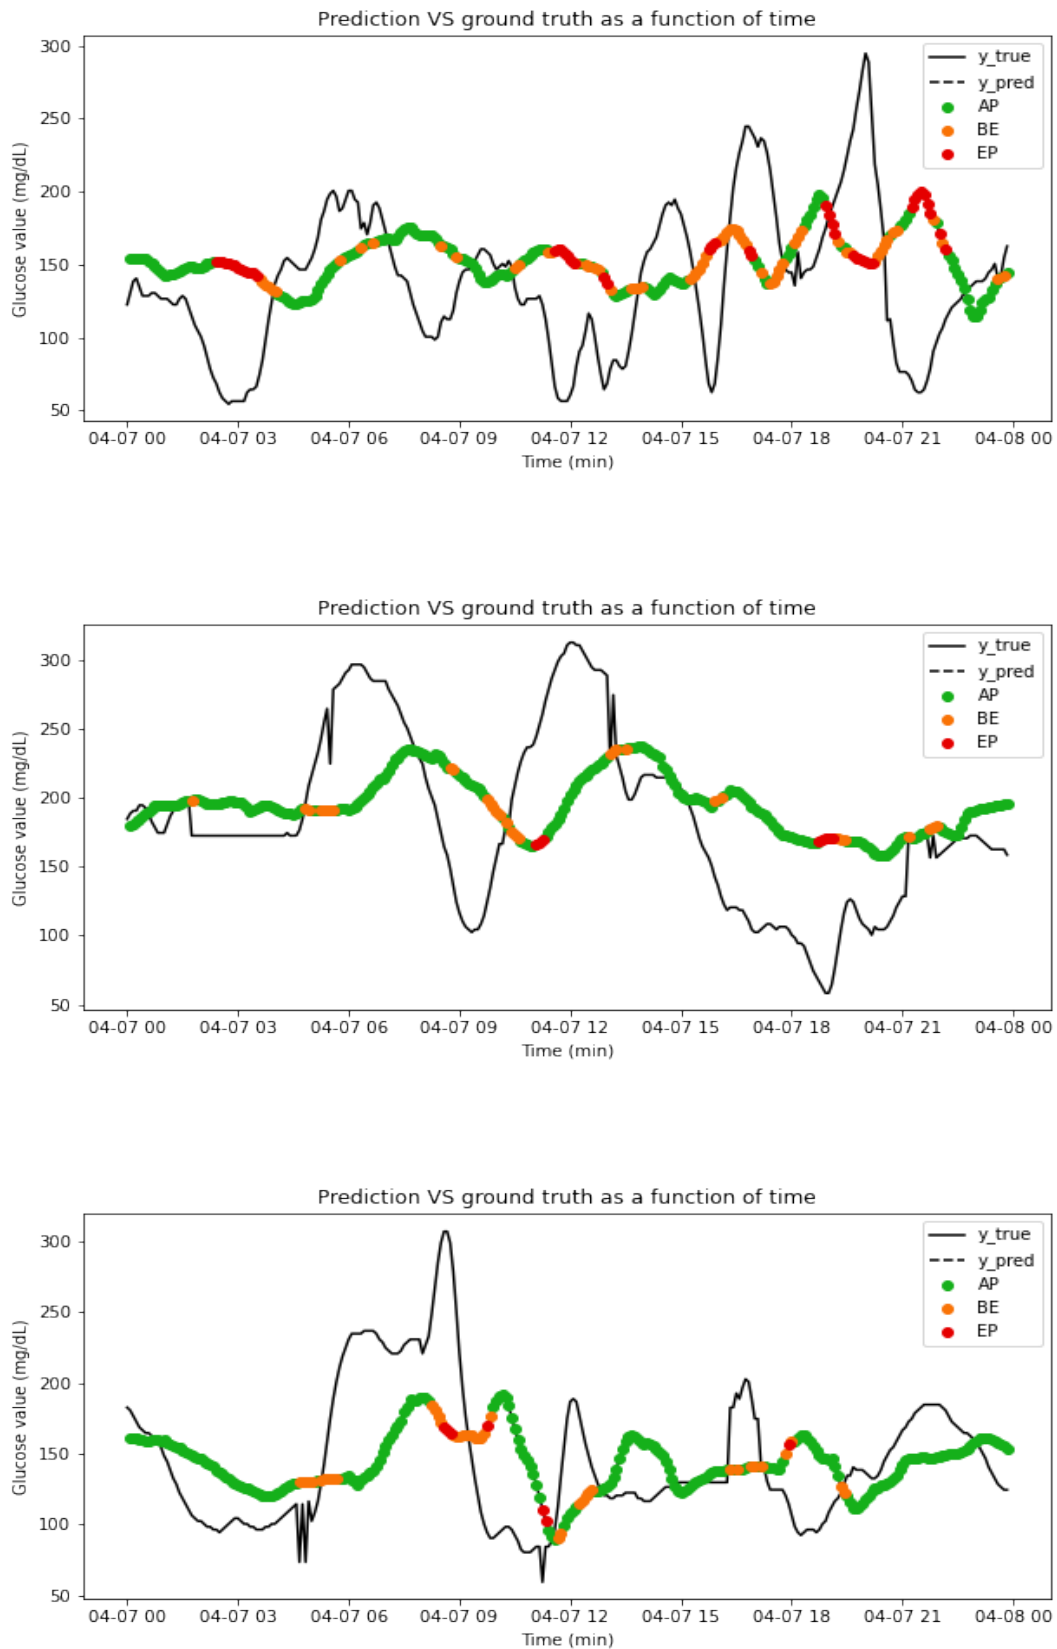 Prediction VS ground truth as a function of time
300
250
200
150
100
50
Glucose value (mg/dL)
y_true
y_pred
AP
BE
EP
04-07 00 04-07 03 04-07 06 04-07 09 04-07 12 04-07 15 04-07 18 04-07 21 04-08 00
Time (min)
Prediction VS ground truth as a function of time
300
250
200
150
100
50
Glucose value (mg/dL)
y_true
y_pred
AP
BE
EP
04-07 00 04-07 03 04-07 06 04-07 09 04-07 12 04-07 15 04-07 18 04-07 21 04-08 00
Time (min)
Prediction VS ground truth as a function of time
300
250
200
150
100
50
Glucose value (mg/dL)
y_true
y_pred
AP
BE
EP
04-07 00 04-07 03 04-07 06 04-07 09 04-07 12 04-07 15 04-07 18 04-07 21 04-08 00
Time (min)